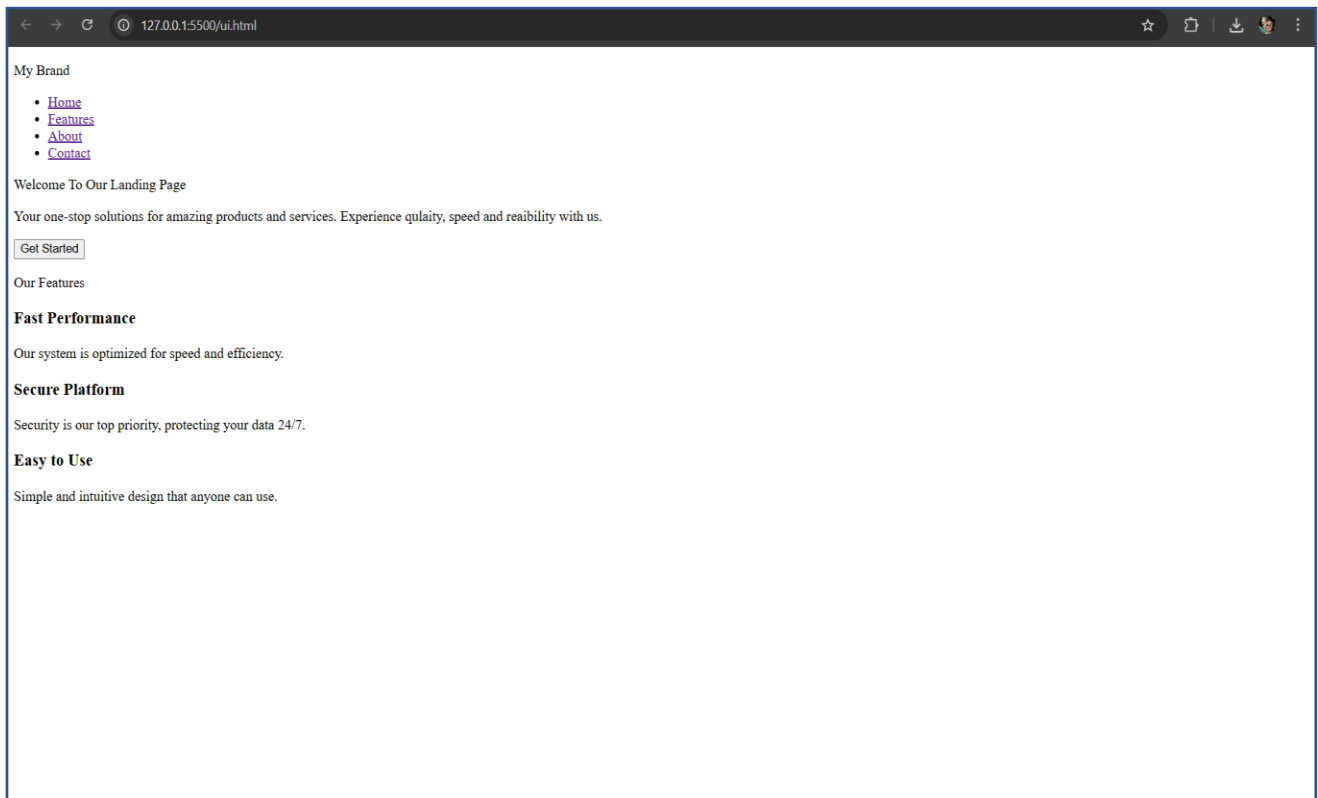 127.0.0.1:5500/ui.html
My Brand
Home
Features
About
Contact
Welcome To Our Landing Page
Your one-stop solutions for amazing products and services. Experience qulaity, speed and reaibility with us.
Get Started
Our Features
Fast Performance
Our system is optimized for speed and efficiency.
Secure Platform
Security is our top priority, protecting your data 24/7.
Easy to Use
Simple and intuitive design that anyone can use.